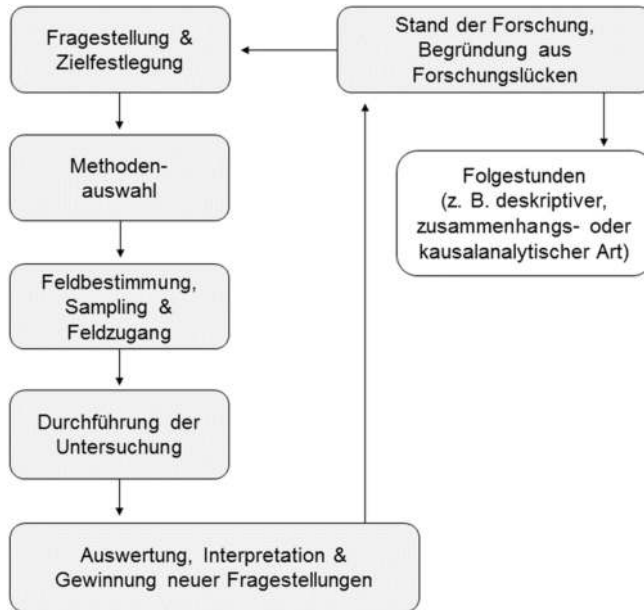 Fragestellung &
Zielfestlegung
Stand der Forschung,
Begründung aus
Forschungslücken
Methoden-
auswahl
Folgestunden
(z. B. deskriptiver,
zusammenhangs- oder
kausalanalytischer Art)
Feldbestimmung,
Sampling &
Feldzugang
Durchführung der
Untersuchung
Auswertung, Interpretation &
Gewinnung neuer Fragestellungen